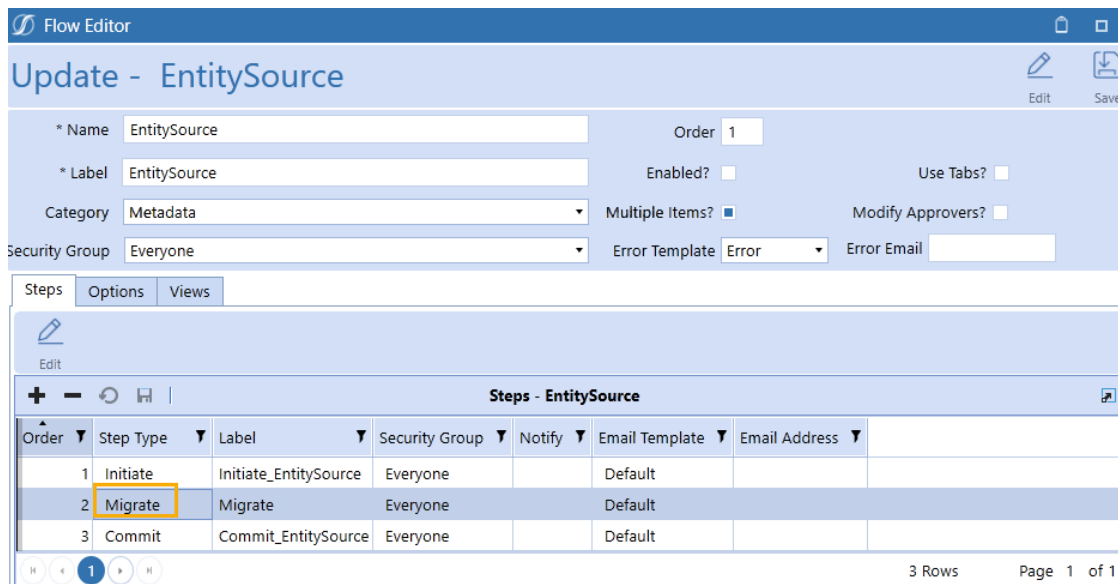 Flow Editor
Update - EntitySource
Edit
Save
* Name EntitySource Order 1
* Label EntitySource Enabled? Use Tabs?
Category Metadata Multiple Items? Modify Approvers?
Security Group Everyone Error Template Error Error Email
Steps Options Views
Edit
Steps - EntitySource
Order Step Type Label Security Group Notify Email Template Email Address
1 Initiate Initiate_EntitySource Everyone Default
2 Migrate Migrate Everyone Default
3 Commit Commit_EntitySource Everyone Default
1 3 Rows Page 1 of 1